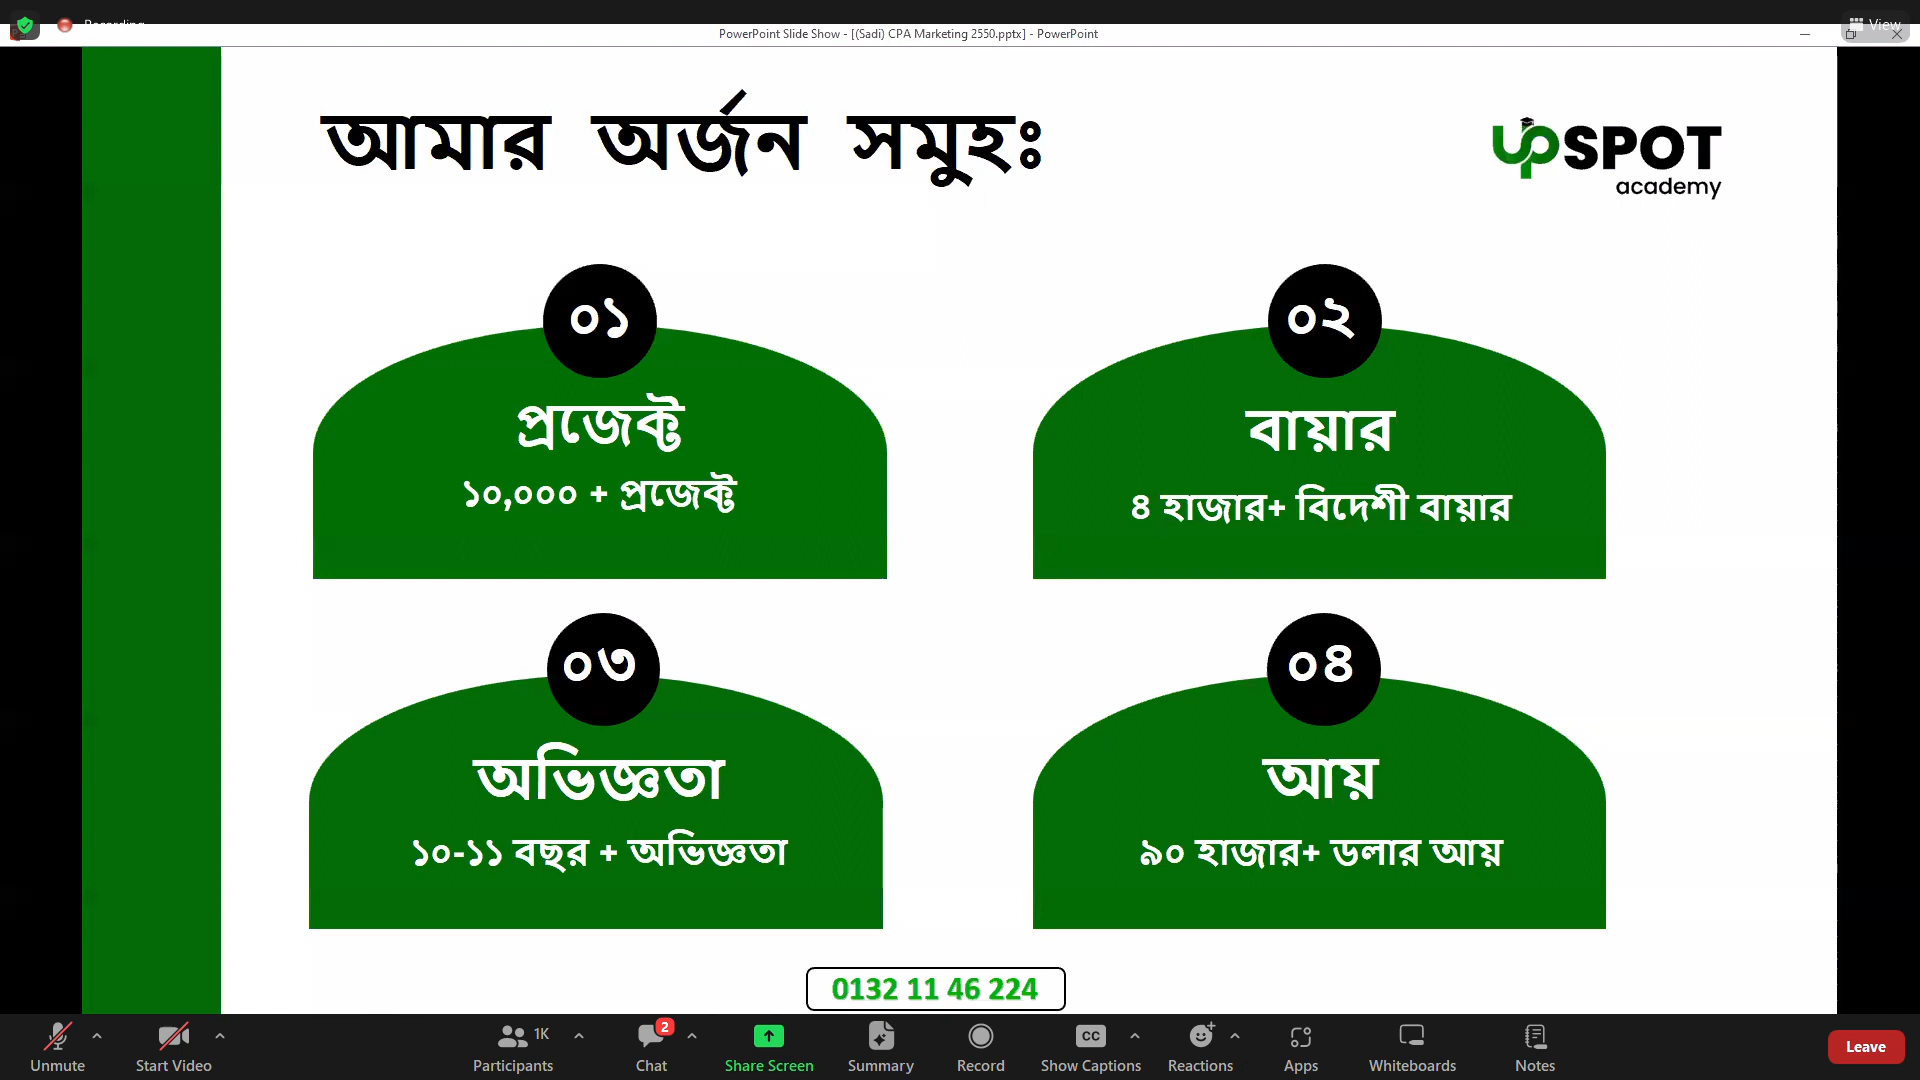 Recording
View
PowerPoint Slide Show - [(Sadi) CPA Marketing 2550.pptx] - PowerPoint
আমার অর্জন সমুহঃ
upSPOT
academy
০১
প্রজেক্ট
১০,০০০ + প্রজেক্ট
০২
বায়ার
৪ হাজার+ বিদেশী বায়ার
০৩
অভিজ্ঞতা
১০-১১ বছর + অভিজ্ঞতা
০৪
আয়
৯০ হাজার+ ডলার আয়
0132 11 46 224
Unmute
Start Video
1K
Participants
2
Chat
Share Screen
Summary
Record
CC
Show Captions
Reactions
Apps
Whiteboards
Notes
Leave